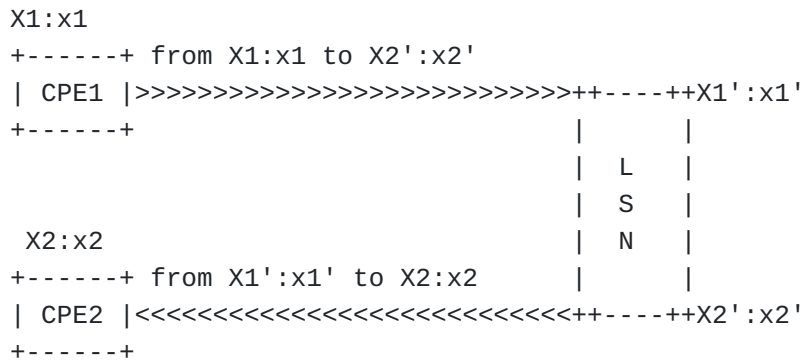 X1:x1
+------+ from X1:x1 to X2':x2'
| CPE1 |>>>>>>>>>>>>>>>>>>>>>>>>>>>>++----++X1':x1'
+------+                            |      |
                                    |  L   |
                                    |  S   |
 X2:x2                              |  N   |
+------+ from X1':x1' to X2:x2      |      |
| CPE2 |<<<<<<<<<<<<<<<<<<<<<<<<<<<<++----++X2':x2'
+------+